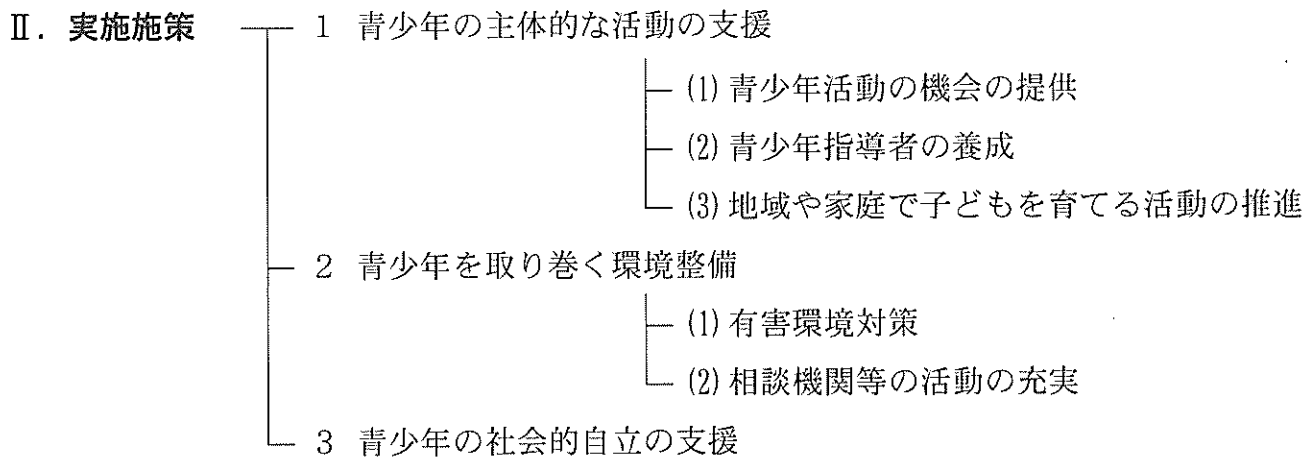 Ⅱ. 実施施策 1 青少年の主体的な活動の支援
(1) 青少年活動の機会の提供
(2) 青少年指導者の養成
(3) 地域や家庭で子どもを育てる活動の推進
2 青少年を取り巻く環境整備
(1) 有害環境対策
(2) 相談機関等の活動の充実
3 青少年の社会的自立の支援